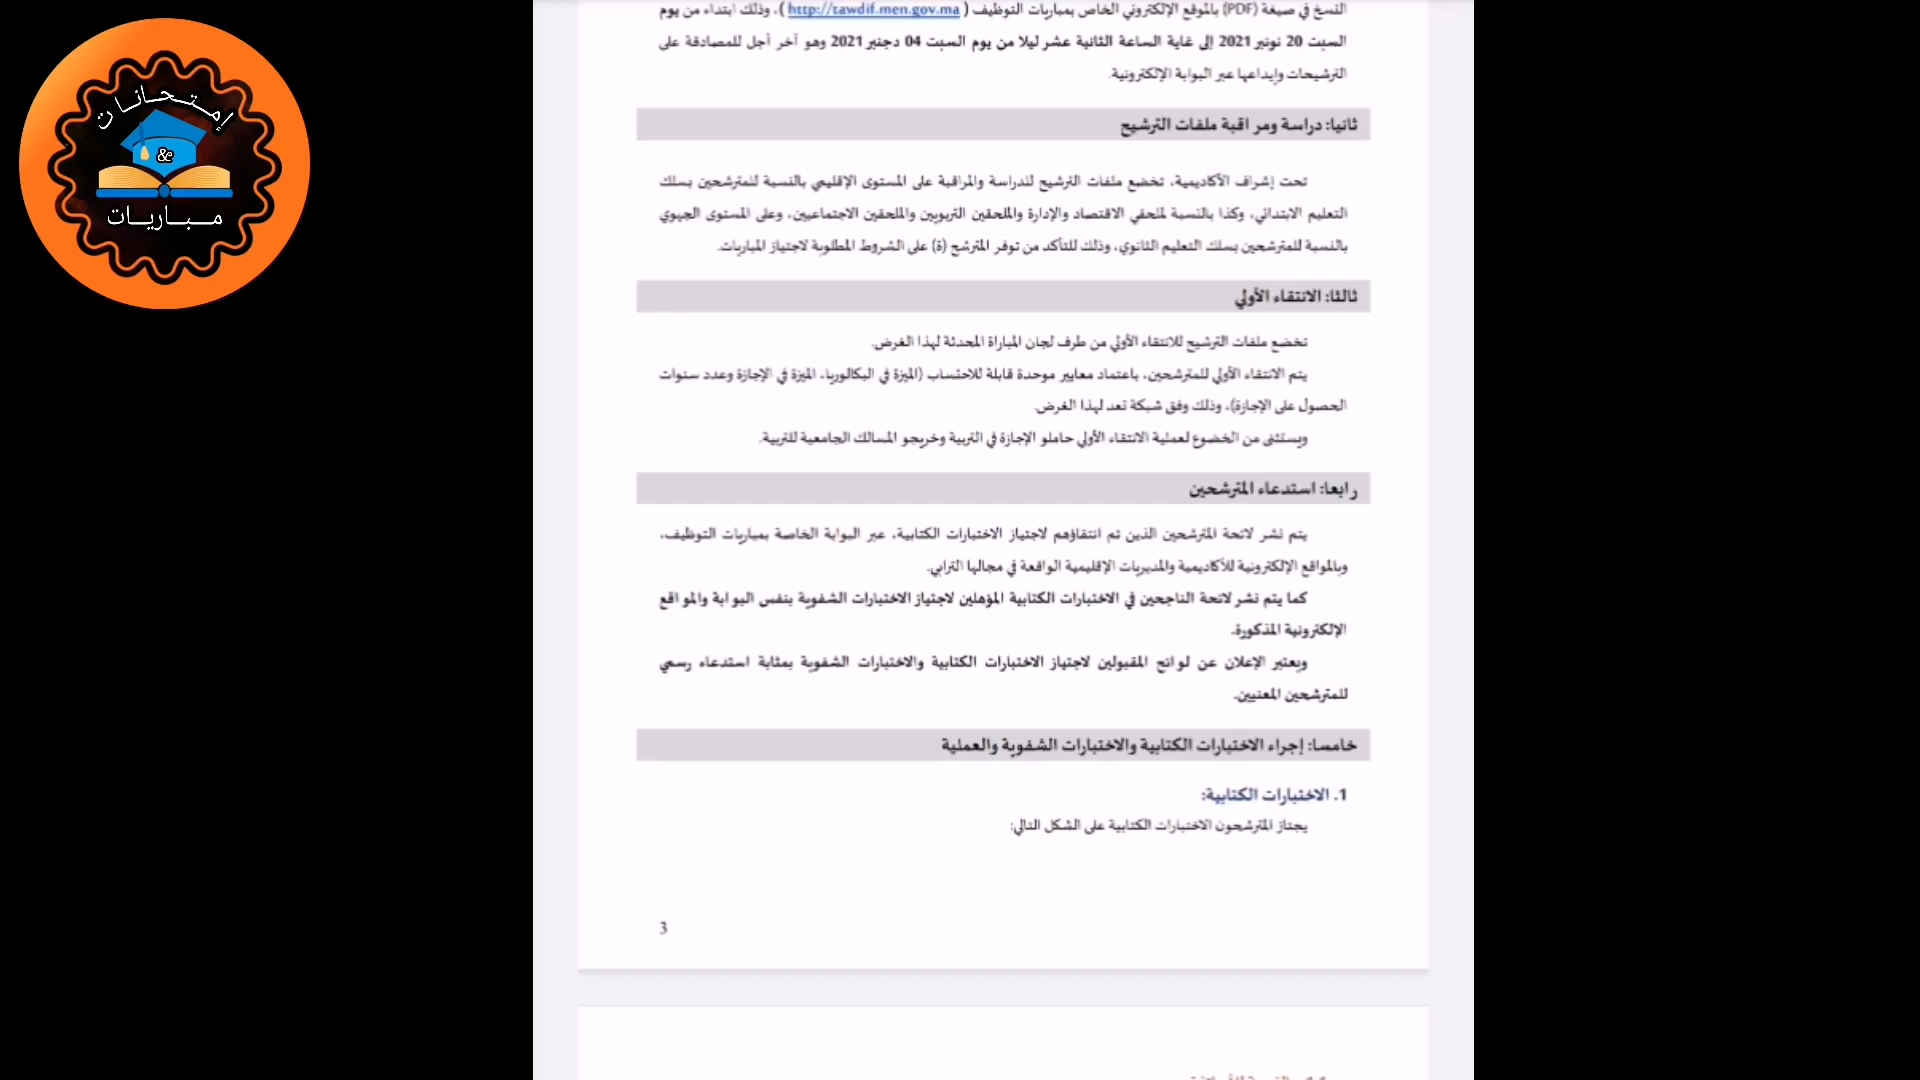 إمتحانات
&
مباريات
النسخ في صيغة (PDF) بالموقع الإلكتروني الخاص بمباريات التوظيف ( http://tawdif.men.gov.ma )، وذلك ابتداء من يوم
السبت 20 نونبر 2021 إلى غاية الساعة الثانية عشر ليلا من يوم السبت 04 دجنبر 2021 وهو آخر أجل للمصادقة على
الترشيحات وإيداعها عبر البوابة الإلكترونية.
ثانيا: دراسة ومراقبة ملفات الترشيح
تحت إشراف الأكاديمية، تخضع ملفات الترشيح للدراسة والمراقبة على المستوى الإقليمي بالنسبة للمترشحين بسلك
التعليم الابتدائي، وكذا بالنسبة لملحقي الاقتصاد والإدارة والملحقين التربويين والملحقين الاجتماعيين، وعلى المستوى الجهوي
بالنسبة للمترشحين بسلك التعليم الثانوي، وذلك للتأكد من توفر المترشح (ة) على الشروط المطلوبة لاجتياز المباريات.
ثالثا: الانتقاء الأولي
تخضع ملفات الترشيح للانتقاء الأولي من طرف لجان المباراة المحدثة لهذا الغرض.
يتم الانتقاء الأولي للمترشحين، باعتماد معايير موحدة قابلة للاحتساب (الميزة في البكالوريا، الميزة في الإجازة وعدد سنوات
الحصول على الإجازة)، وذلك وفق شبكة تعد لهذا الغرض.
ويستثنى من الخضوع لعملية الانتقاء الأولي حاملو الإجازة في التربية وخريجو المسالك الجامعية للتربية.
رابعا: استدعاء المترشحين
يتم نشر لائحة المترشحين الذين تم انتقاؤهم لاجتياز الاختبارات الكتابية، عبر البوابة الخاصة بمباريات التوظيف،
وبالمواقع الإلكترونية للأكاديمية والمديريات الإقليمية الواقعة في مجالها الترابي.
كما يتم نشر لائحة الناجحين في الاختبارات الكتابية المؤهلين لاجتياز الاختبارات الشفوية بنفس البوابة والمواقع
الإلكترونية المذكورة.
ويعتبر الإعلان عن لوائح المقبولين لاجتياز الاختبارات الكتابية والاختبارات الشفوية بمثابة استدعاء رسمي
للمترشحين المعنيين.
خامسا: إجراء الاختبارات الكتابية والاختبارات الشفوية والعملية
1. الاختبارات الكتابية:
يجتاز المترشحون الاختبارات الكتابية على الشكل التالي:
3